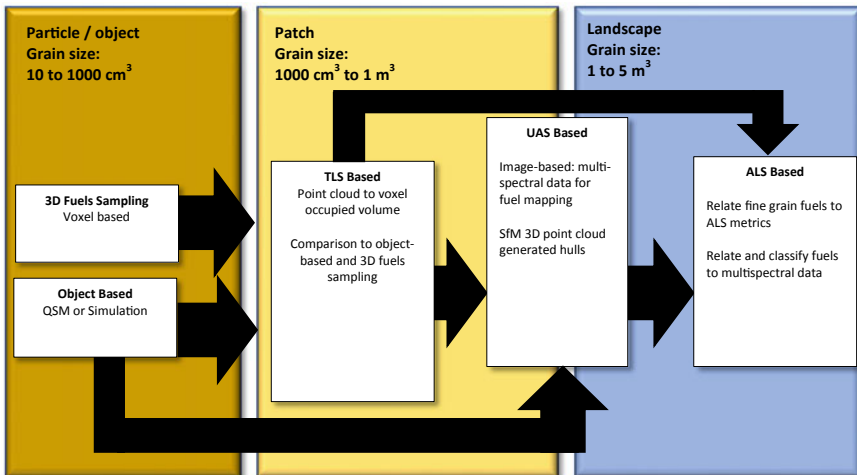 Particle / object
Grain size:
10 to 1000 cm³
Patch
Grain size:
1000 cm³ to 1 m³
Landscape
Grain size:
1 to 5 m³
3D Fuels Sampling
Voxel based
Object Based
QSM or Simulation
TLS Based
Point cloud to voxel
occupied volume
Comparison to object-
based and 3D fuels
sampling
UAS Based
Image-based: multi-
spectral data for
fuel mapping
SfM 3D point cloud
generated hulls
ALS Based
Relate fine grain fuels to
ALS metrics
Relate and classify fuels
to multispectral data